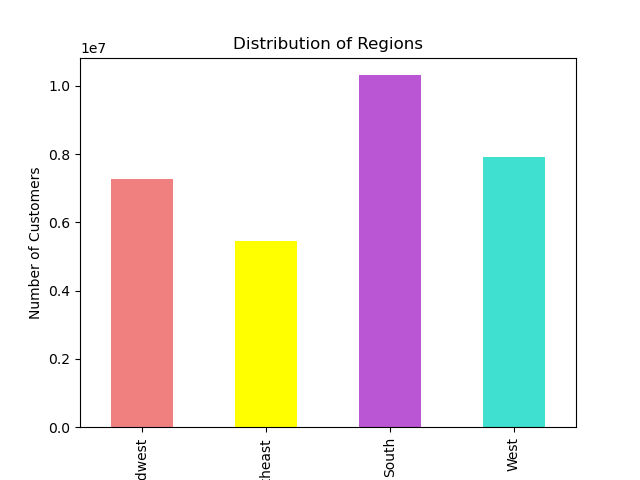 Distribution of Regions
1e7
Number of Customers
1.0
0.8
0.6
0.4
0.2
0.0
dwest
heast
South
West